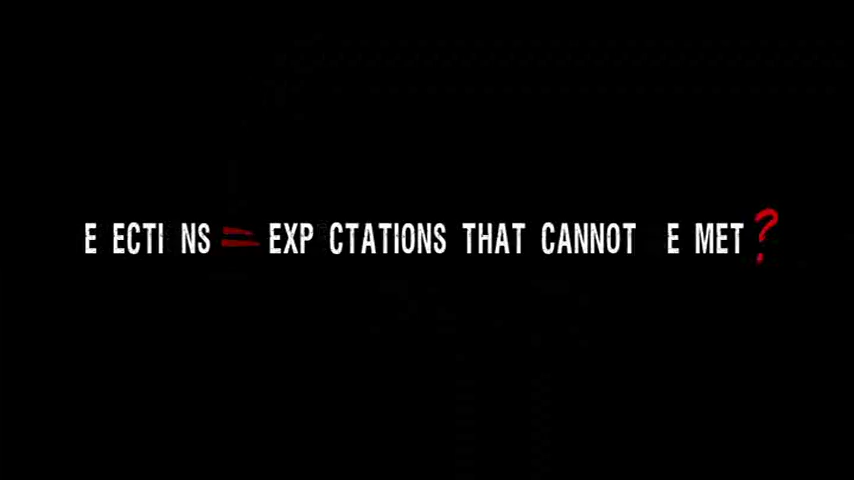 E ECTI NS = EXP CTATIONS THAT CANNOT  E MET?